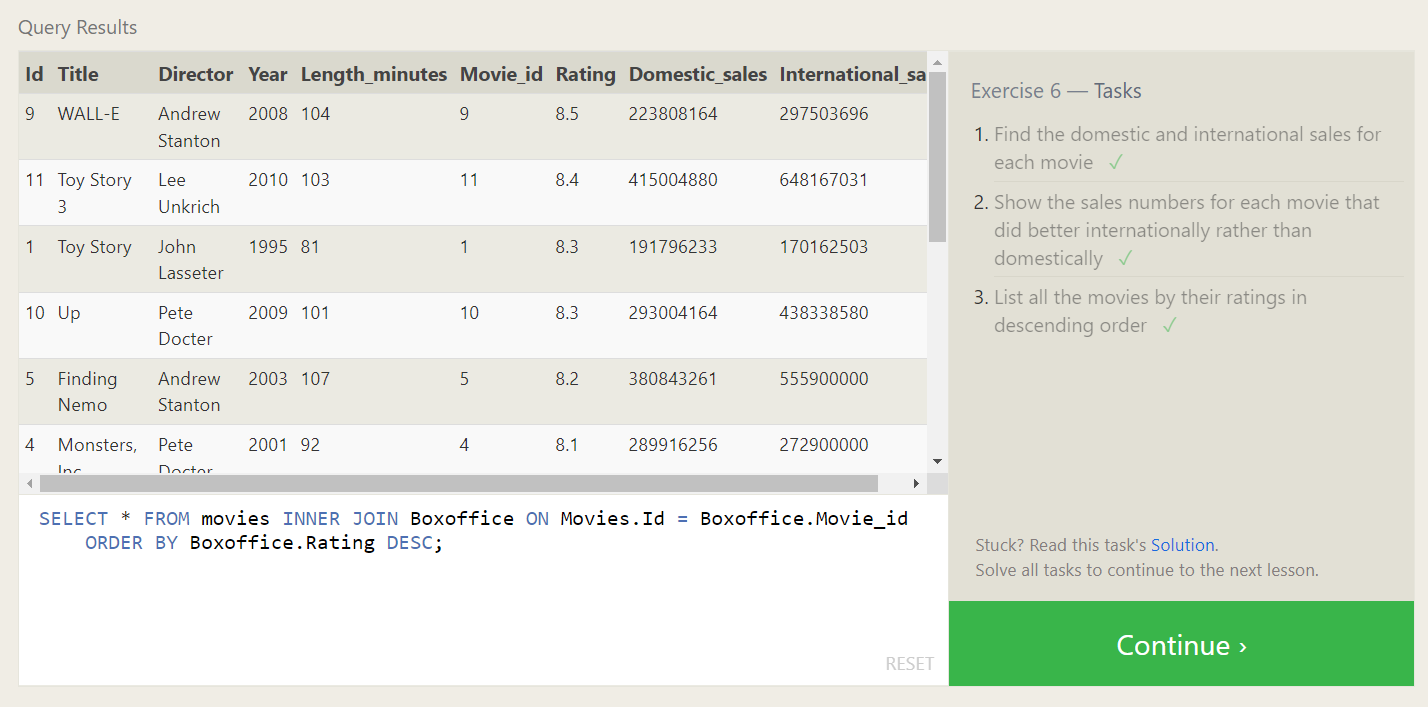 Query Results
Id Title Director Year Length_minutes Movie_id Rating Domestic_sales International_sa
9 WALL-E Andrew 2008 104 9 8.5 223808164 297503696
Stanton
11 Toy Story Lee 2010 103 11 8.4 415004880 648167031
3 Unkrich
1 Toy Story John 1995 81 1 8.3 191796233 170162503
Lasseter
10 Up Pete 2009 101 10 8.3 293004164 438338580
Docter
5 Finding Andrew 2003 107 5 8.2 380843261 555900000
Nemo Stanton
4 Monsters, Pete 2001 92 4 8.1 289916256 272900000
Inc. Docter
SELECT * FROM movies INNER JOIN Boxoffice ON Movies.Id = Boxoffice.Movie_id
ORDER BY Boxoffice.Rating DESC;
RESET
Exercise 6 — Tasks
1. Find the domestic and international sales for
each movie ✓
2. Show the sales numbers for each movie that
did better internationally rather than
domestically ✓
3. List all the movies by their ratings in
descending order ✓
Stuck? Read this task's Solution.
Solve all tasks to continue to the next lesson.
Continue ›